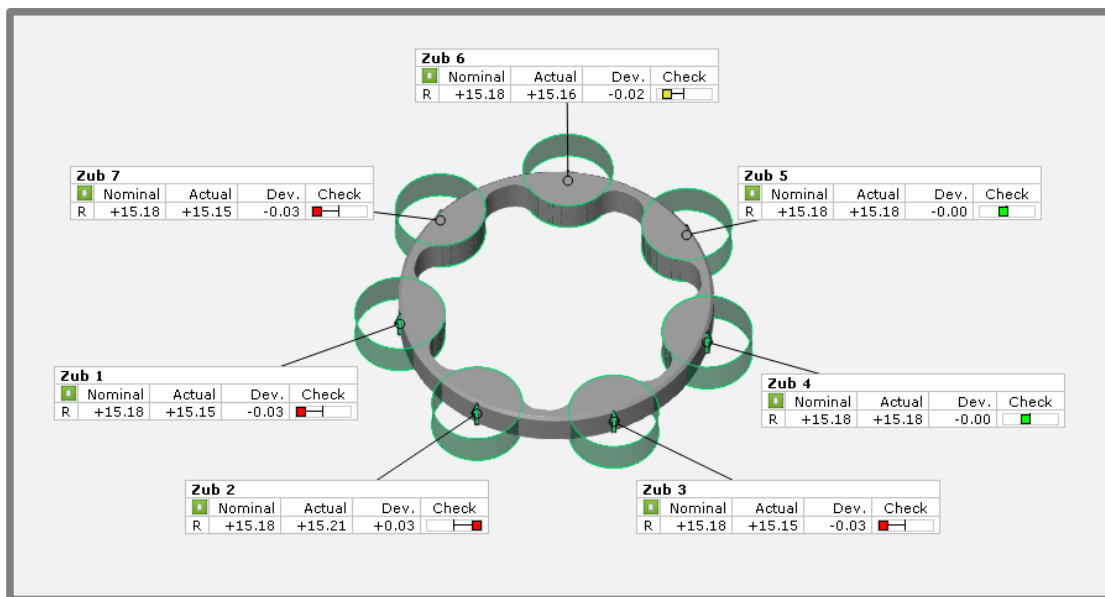 Zub 6
Nominal Actual Dev. Check
R +15.18 +15.16 -0.02
Zub 7
Nominal Actual Dev. Check
R +15.18 +15.15 -0.03
Zub 5
Nominal Actual Dev. Check
R +15.18 +15.18 -0.00
Zub 1
Nominal Actual Dev. Check
R +15.18 +15.15 -0.03
Zub 4
Nominal Actual Dev. Check
R +15.18 +15.18 -0.00
Zub 2
Nominal Actual Dev. Check
R +15.18 +15.21 +0.03
Zub 3
Nominal Actual Dev. Check
R +15.18 +15.15 -0.03